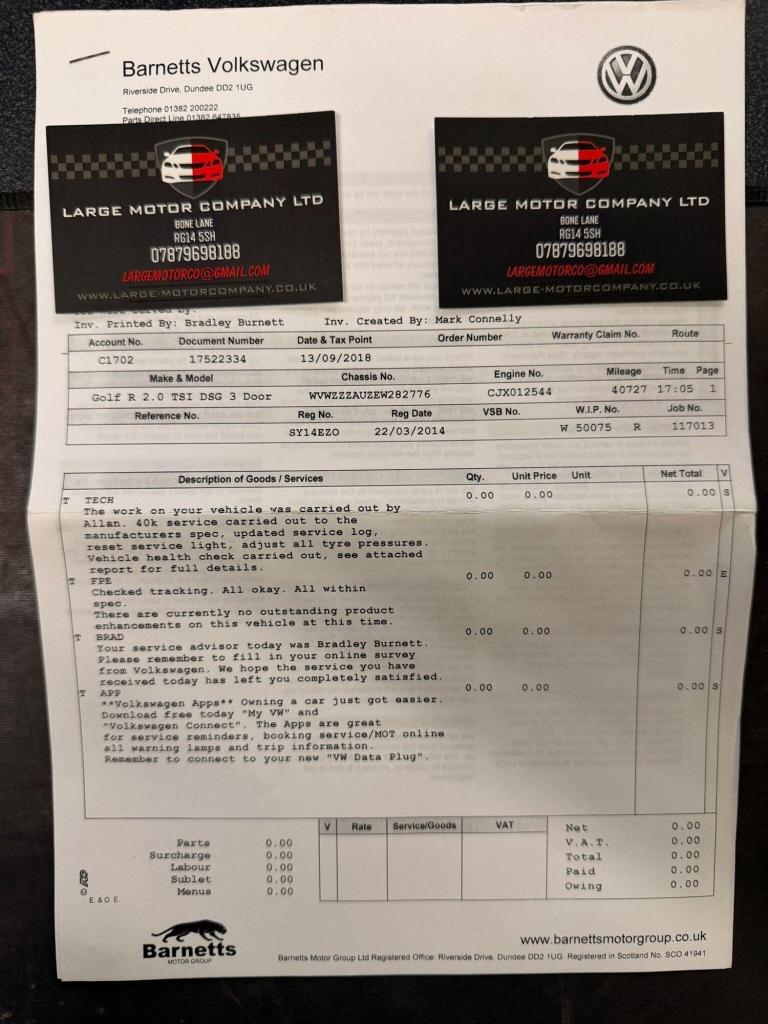 Barnetts Volkswagen
Riverside Drive, Dundee DD2 1UG
Telephone 01382 200222
Parts Direct Line 01382 647835
LARGE MOTOR COMPANY LTD
BONE LANE
RG14 5SH
07879698188
LARGEMOTORCO@GMAIL.COM
WWW.LARGE-MOTORCOMPANY.CO.UK
LARGE MOTOR COMPANY LTD
BONE LANE
RG14 5SH
07879698188
LARGEMOTORCO@GMAIL.COM
WWW.LARGE-MOTORCOMPANY.CO.UK
Inv. Printed By: Bradley Burnett Inv. Created By: Mark Connelly
Account No. Document Number Date & Tax Point Order Number Warranty Claim No. Route
C1702 17522334 13/09/2018
Make & Model Chassis No. Engine No. Mileage Time Page
Golf R 2.0 TSI DSG 3 Door WVWZZZAUZEW282776 CJX012544 40727 17:05 1
Reference No. Reg No. Reg Date VSB No. W.I.P. No. Job No.
SY14EZO 22/03/2014 W 50075 R 117013
Description of Goods / Services Qty. Unit Price Unit Net Total V
T TECH 0.00 0.00 0.00 S
The work on your vehicle was carried out by
Allan. 40k service carried out to the
manufacturers spec, updated service log,
reset service light, adjust all tyre pressures.
Vehicle health check carried out, see attached
report for full details.
T FPE 0.00 0.00 0.00 E
Checked tracking. All okay. All within
spec.
There are currently no outstanding product
enhancements on this vehicle at this time.
T BRAD 0.00 0.00 0.00 S
Your service advisor today was Bradley Burnett.
Please remember to fill in your online survey
from Volkswagen. We hope the service you have
received today has left you completely satisfied.
T APP 0.00 0.00 0.00 S
**Volkswagen Apps** Owning a car just got easier.
Download free today "My VW" and
"Volkswagen Connect". The Apps are great
for service reminders, booking service/MOT online
all warning lamps and trip information.
Remember to connect to your new "VW Data Plug".
V Rate Service/Goods VAT
Parts 0.00
Surcharge 0.00
Labour 0.00
Sublet 0.00
Menus 0.00
Net 0.00
V.A.T. 0.00
Total 0.00
Paid 0.00
Owing 0.00
E.&O.E.
Barnetts
MOTOR GROUP
www.barnettsmotorgroup.co.uk
Barnetts Motor Group Ltd Registered Office: Riverside Drive, Dundee DD2 1UG Registered in Scotland No. SCO 41941